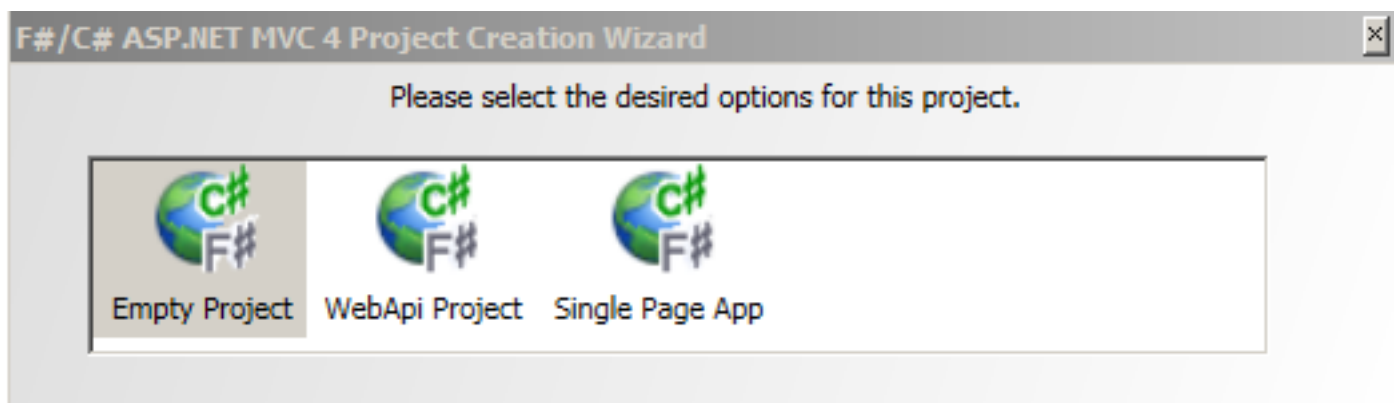 F#/C# ASP.NET MVC 4 Project Creation Wizard
Please select the desired options for this project.
C# C# C#
F# F# F#
Empty Project WebApi Project Single Page App